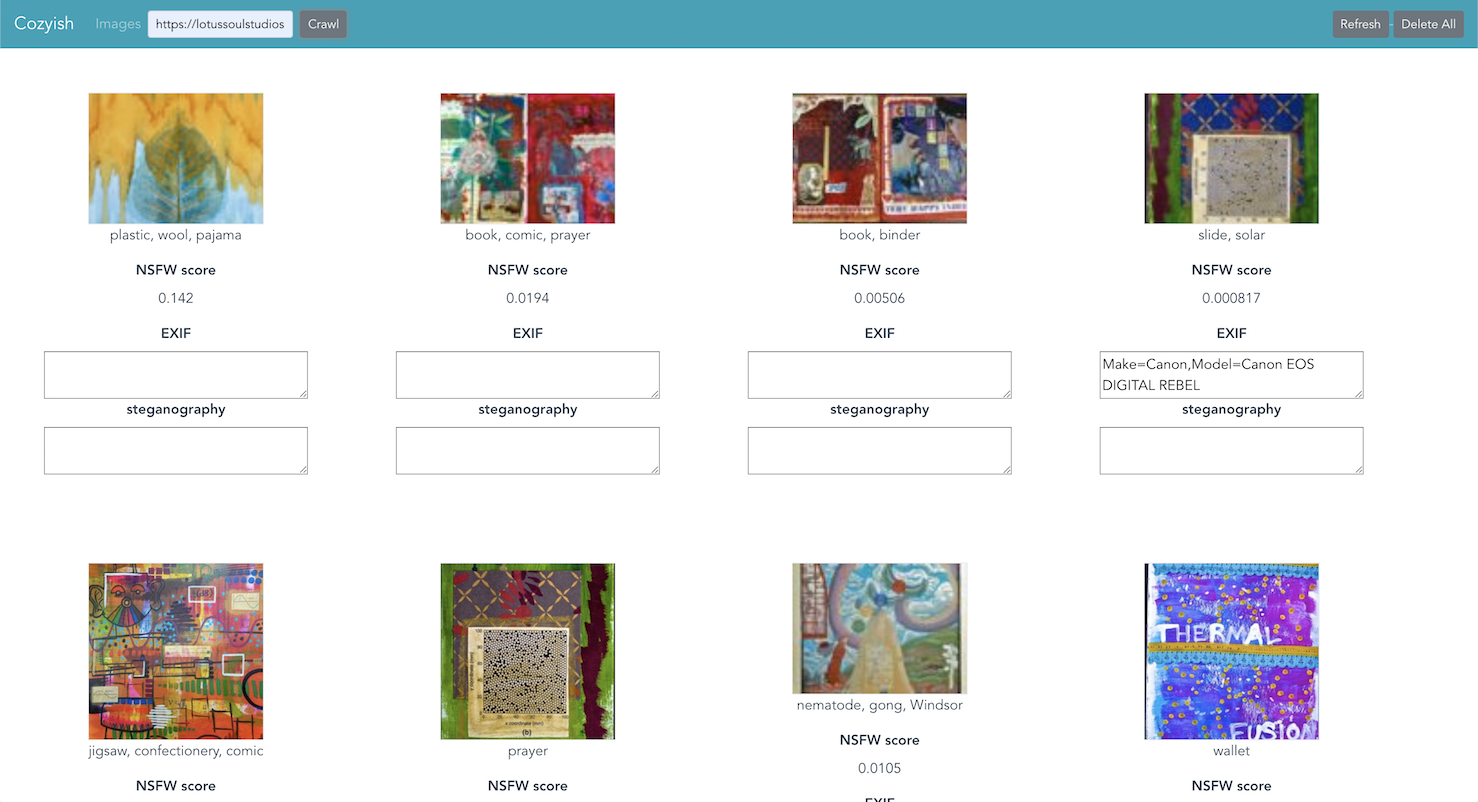 Cozyish Images https://lotussoulstudios Crawl Refresh - Delete All
plastic, wool, pajama
NSFW score
0.142
EXIF
steganography
book, comic, prayer
NSFW score
0.0194
EXIF
steganography
book, binder
NSFW score
0.00506
EXIF
steganography
slide, solar
NSFW score
0.000817
EXIF
Make=Canon,Model=Canon EOS
DIGITAL REBEL
steganography
jigsaw, confectionery, comic
NSFW score
(b)
prayer
NSFW score
nematode, gong, Windsor
NSFW score
0.0105
EXIF
THERMAL
FUSION
wallet
NSFW score